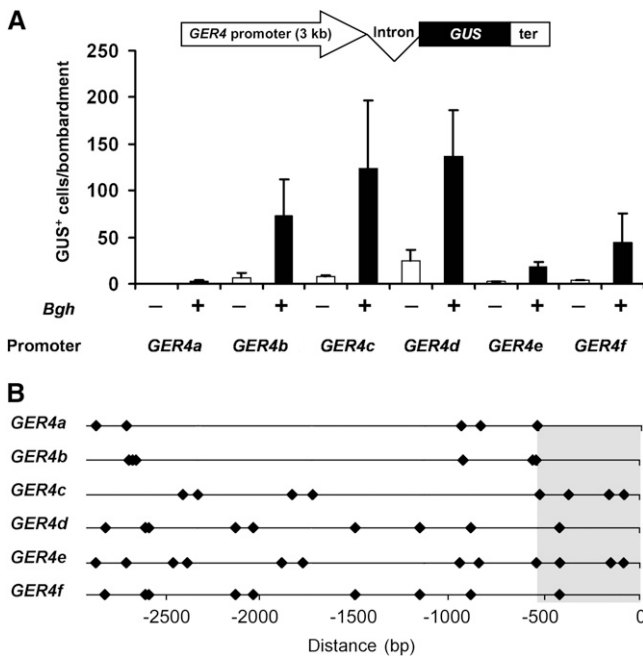 A
GER4 promoter (3 kb) Intron GUS ter
GUS+ cells/bombardment
250
200
150
100
50
0
Bgh – + – + – + – + – + – +
Promoter GER4a GER4b GER4c GER4d GER4e GER4f
B
GER4a
GER4b
GER4c
GER4d
GER4e
GER4f
-2500 -2000 -1500 -1000 -500 0
Distance (bp)